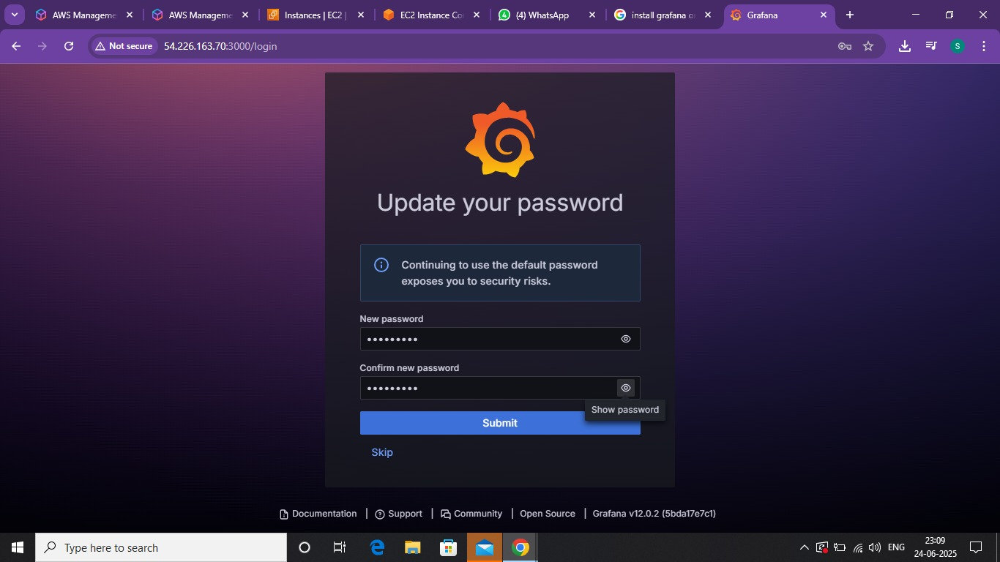 AWS Manageme
AWS Manageme
Instances | EC2 |
EC2 Instance Co
(4) WhatsApp
install grafana o
Grafana
Not secure
54.226.163.70:3000/login
S
Update your password
Continuing to use the default password
exposes you to security risks.
New password
Confirm new password
Show password
Submit
Skip
Documentation | Support | Community | Open Source | Grafana v12.0.2 (5bda17e7c1)
Type here to search
ENG
23:09
24-06-2025